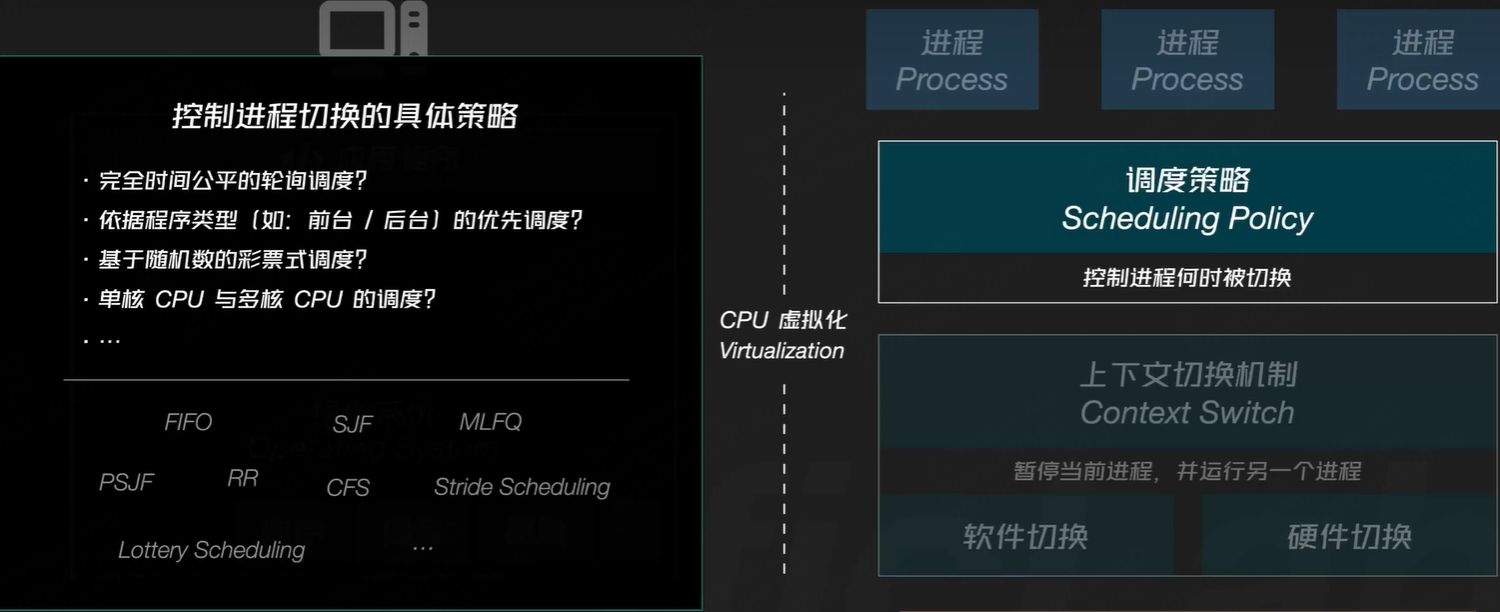 控制进程切换的具体策略
· 完全时间公平的轮询调度?
· 依据程序类型（如：前台 / 后台）的优先调度?
· 基于随机数的彩票式调度?
· 单核 CPU 与多核 CPU 的调度?
· …
FIFO
SJF
MLFQ
PSJF
RR
CFS
Stride Scheduling
Lottery Scheduling
…
CPU 虚拟化
Virtualization
进程
Process
进程
Process
进程
Process
调度策略
Scheduling Policy
控制进程何时被切换
上下文切换机制
Context Switch
暂停当前进程，并运行另一个进程
软件切换
硬件切换
操作系统
Operating System